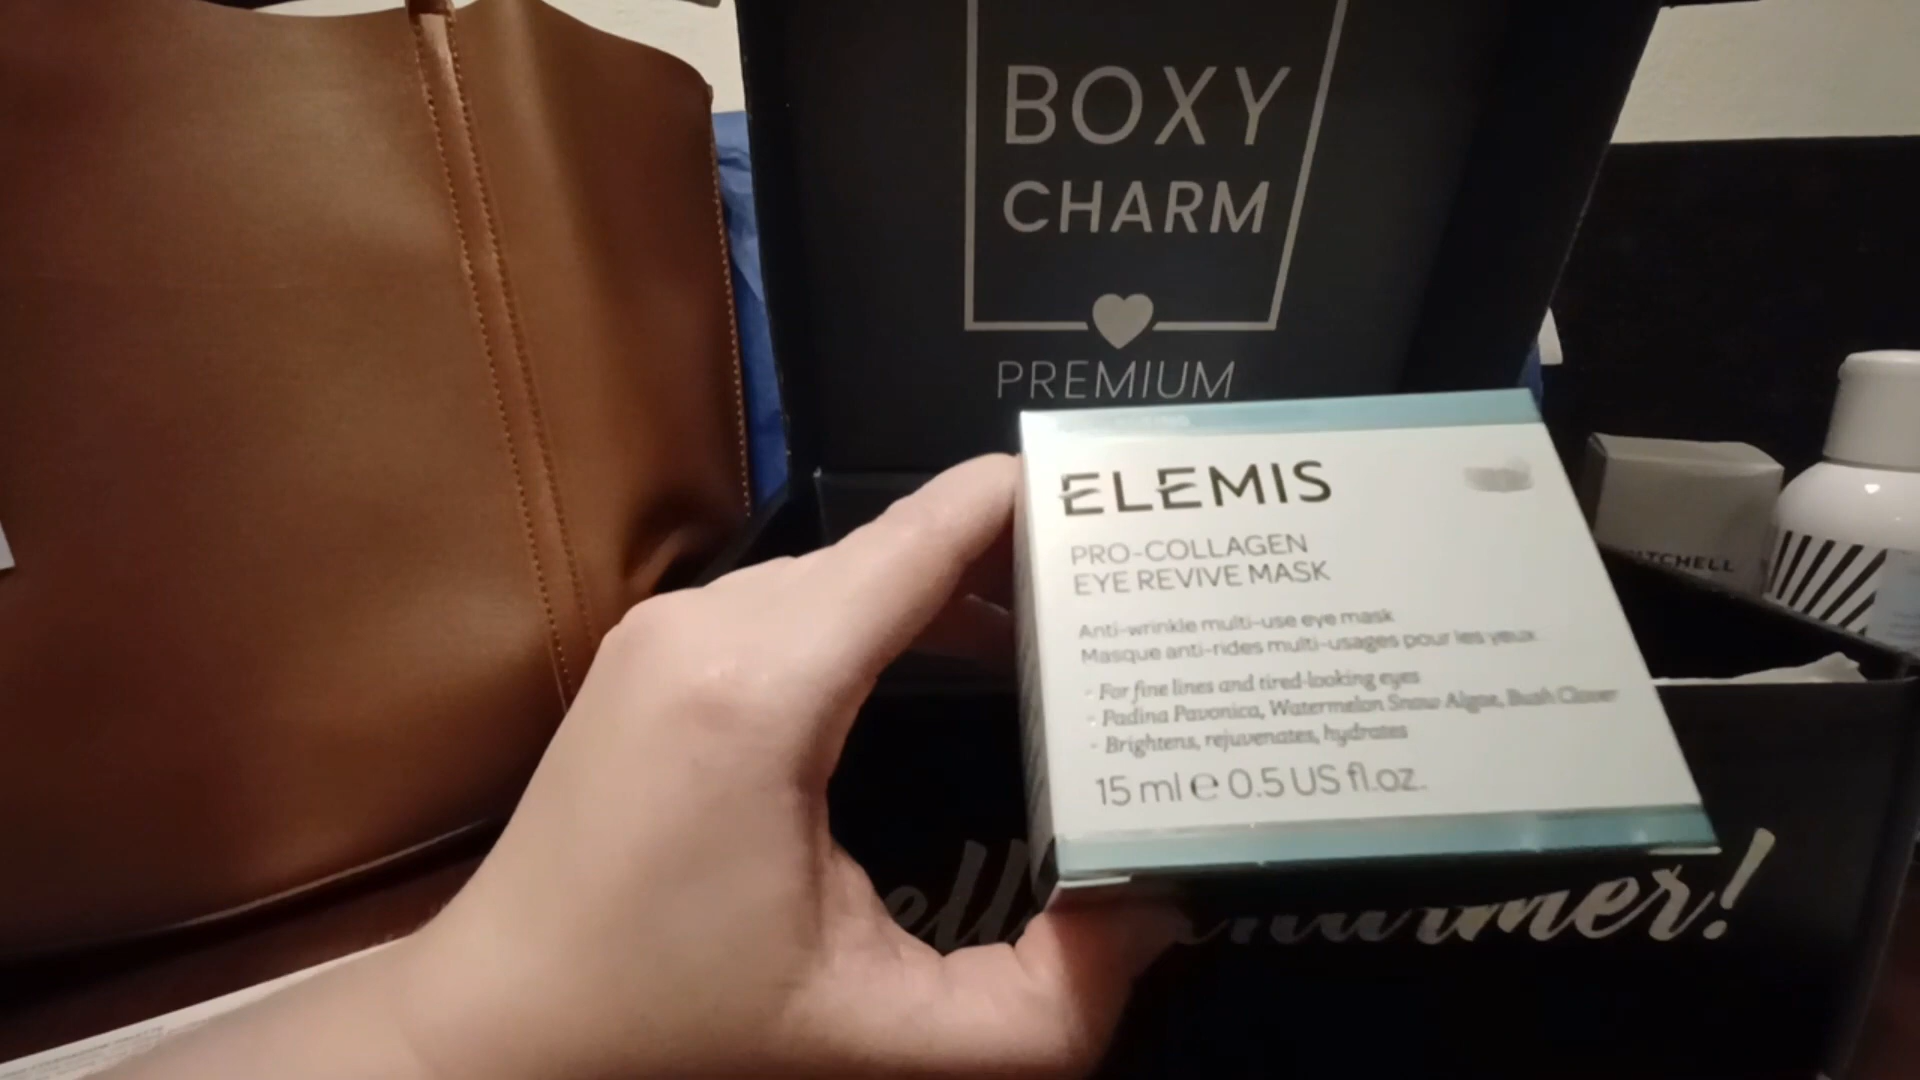 BOXY
CHARM
PREMIUM
ELEMIS
PRO-COLLAGEN
EYE REVIVE MASK
Anti-wrinkle multi-use eye mask
Masque anti-rides multi-usages pour les yeux
- For fine lines and tired-looking eyes
- Padina Pavonica, Watermelon Snow Algae, Bush Clover
- Brightens, rejuvenates, hydrates
15 ml e 0.5 US fl.oz.